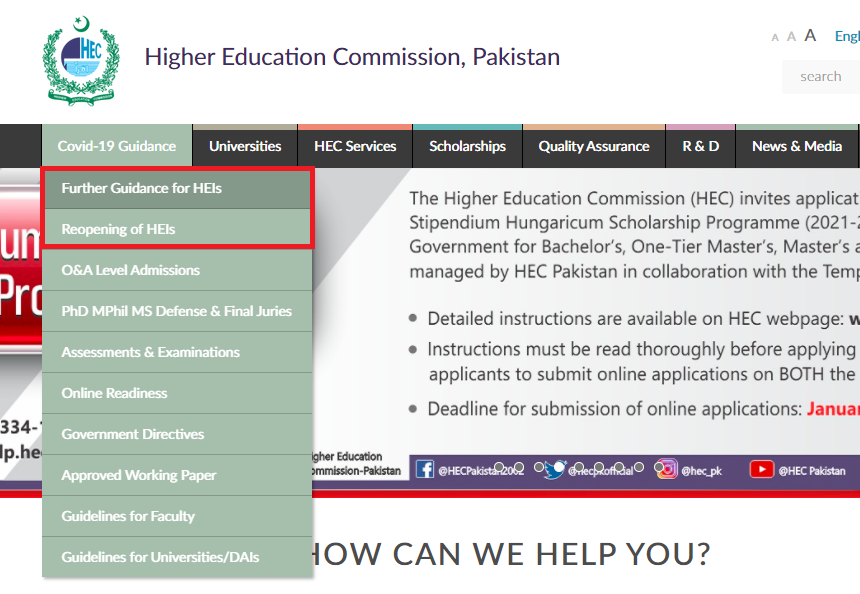 HEC
Higher Education Commission, Pakistan
A A A
Engl
search
Covid-19 Guidance
Universities
HEC Services
Scholarships
Quality Assurance
R & D
News & Media
Further Guidance for HEIs
Reopening of HEIs
O&A Level Admissions
PhD MPhil MS Defense & Final Juries
Assessments & Examinations
Online Readiness
Government Directives
Approved Working Paper
Guidelines for Faculty
Guidelines for Universities/DAIs
um
Pro
334-
lp.he
The Higher Education Commission (HEC) invites applicat
Stipendium Hungaricum Scholarship Programme (2021-2
Government for Bachelor's, One-Tier Master's, Master's a
managed by HEC Pakistan in collaboration with the Temp
Detailed instructions are available on HEC webpage: w
Instructions must be read thoroughly before applying
applicants to submit online applications on BOTH the
Deadline for submission of online applications: Januar
igher Education
ommission-Pakistan
@HECPakistan2002
@hecpkofficial
@hec_pk
@HEC Pakistan
HOW CAN WE HELP YOU?